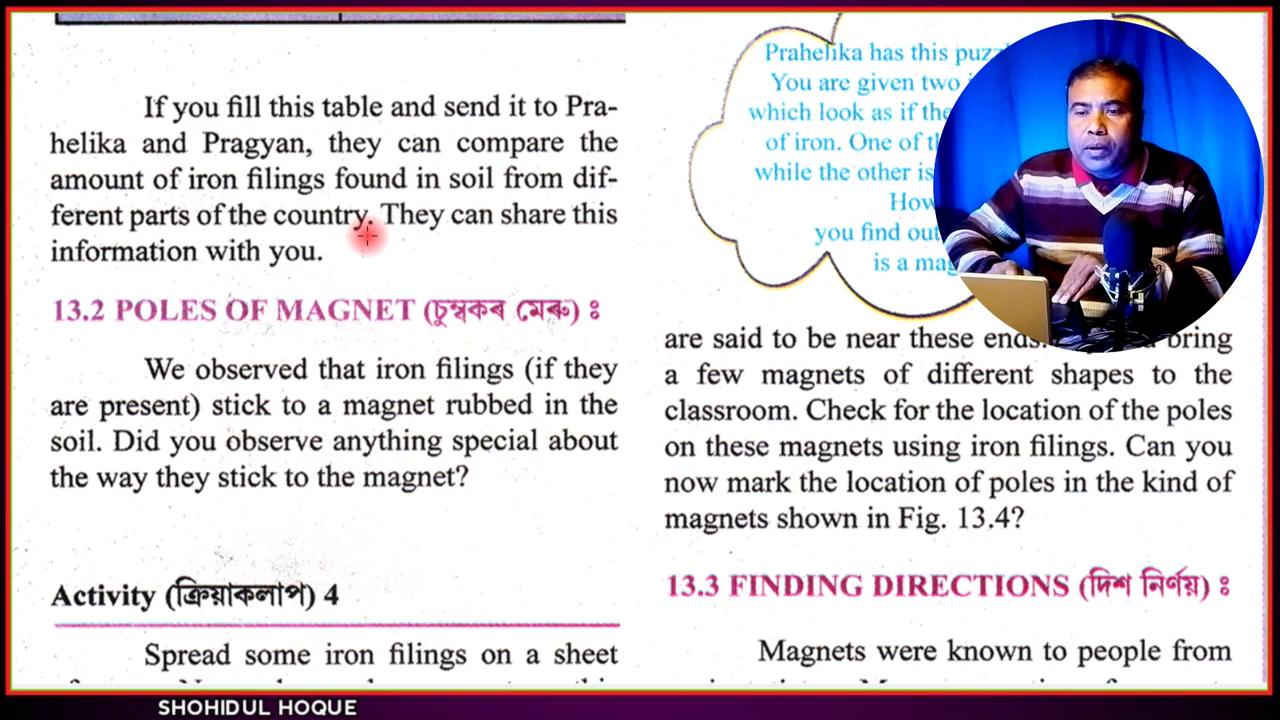 If you fill this table and send it to Pra-
helika and Pragyan, they can compare the
amount of iron filings found in soil from dif-
ferent parts of the country. They can share this
information with you.
13.2 POLES OF MAGNET (চুম্বকৰ মেৰু) ঃ
We observed that iron filings (if they
are present) stick to a magnet rubbed in the
soil. Did you observe anything special about
the way they stick to the magnet?
Activity (ক্ৰিয়াকলাপ) 4
Spread some iron filings on a sheet
Prahelika has this
You are given two
which look as if
of iron. One of
while the other is
How
you find out
is a
are said to be near these bring
a few magnets of different shapes to the
classroom. Check for the location of the poles
on these magnets using iron filings. Can you
now mark the location of poles in the kind of
magnets shown in Fig. 13.4?
13.3 FINDING DIRECTIONS (দিশ নিৰ্ণয়) ঃ
Magnets were known to people from
SHOHIDUL HOQUE